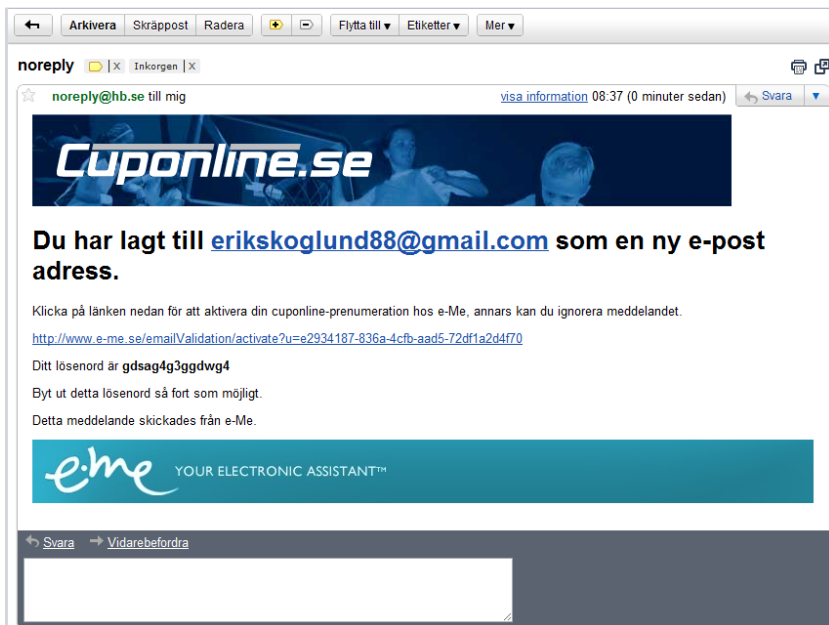 Arkivera Skräppost Radera Flytta till Etiketter Mer
noreply x Inkorgen x
noreply@hb.se till mig visa information 08:37 (0 minuter sedan) Svara
Cuponline.se
Du har lagt till erikskoglund88@gmail.com som en ny e-post
adress.
Klicka på länken nedan för att aktivera din cuponline-prenumeration hos e-Me, annars kan du ignorera meddelandet.
http://www.e-me.se/emailValidation/activate?u=e2934187-836a-4cfb-aad5-72df1a2d4f70
Ditt lösenord är gdsag4g3ggdwg4
Byt ut detta lösenord så fort som möjligt.
Detta meddelande skickades från e-Me.
e·me YOUR ELECTRONIC ASSISTANT™
Svara Vidarebefordra